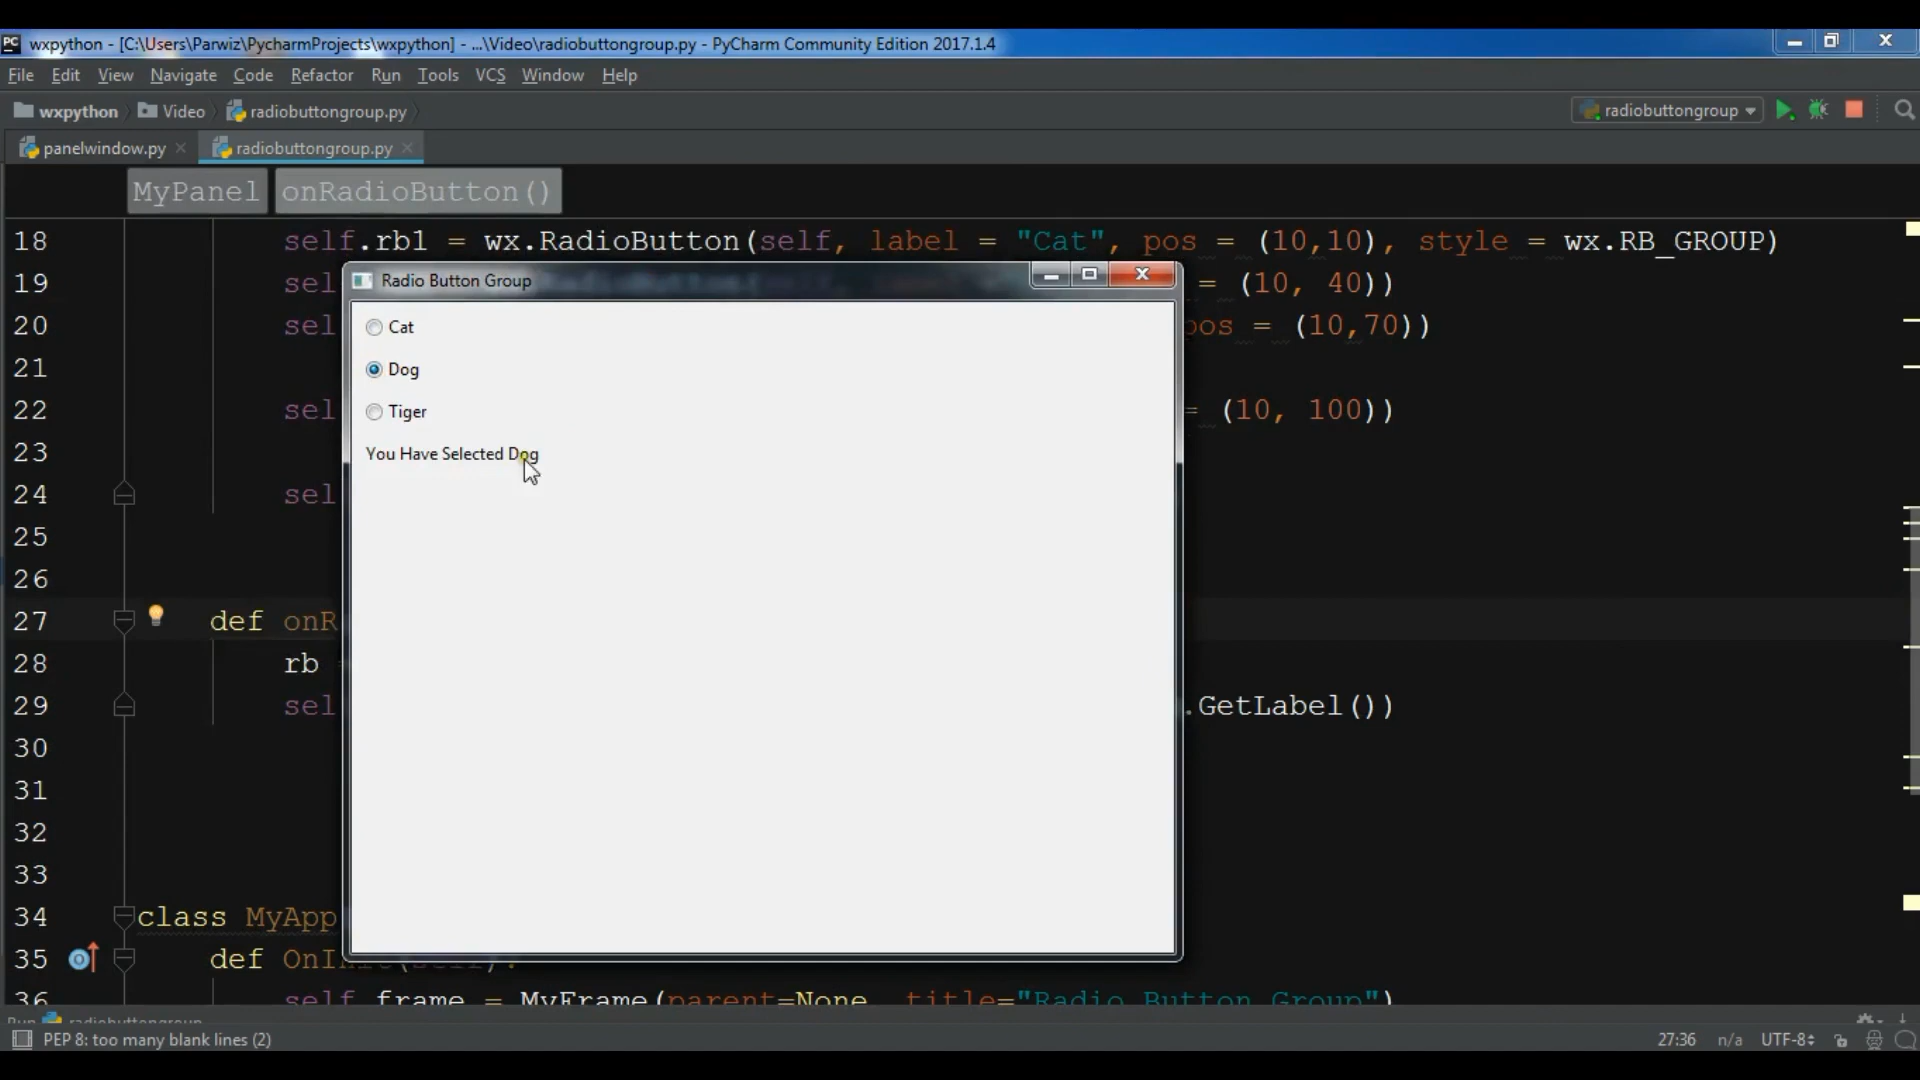 PC wxpython - [C:\Users\Parwiz\PycharmProjects\wxpython] - ...\Video\radiobuttongroup.py - PyCharm Community Edition 2017.1.4
File Edit View Navigate Code Refactor Run Tools VCS Window Help
wxpython Video radiobuttongroup.py radiobuttongroup
panelwindow.py radiobuttongroup.py
MyPanel onRadioButton()
18 self.rb1 = wx.RadioButton(self, label = "Cat", pos = (10,10), style = wx.RB_GROUP)
Radio Button Group
19 sel = (10, 40))
Cat
20 sel pos = (10,70))
21
Dog
22 sel = (10, 100))
Tiger
23
You Have Selected Dog
24 sel
25
26
27 def onR
28 rb
29 sel .GetLabel())
30
31
32
33
34 class MyApp
35 def OnInit(self):
36 self.frame = MyFrame(parent=None, title="Radio Button Group")
Run radiobuttongroup
PEP 8: too many blank lines (2) 27:36 n/a UTF-8